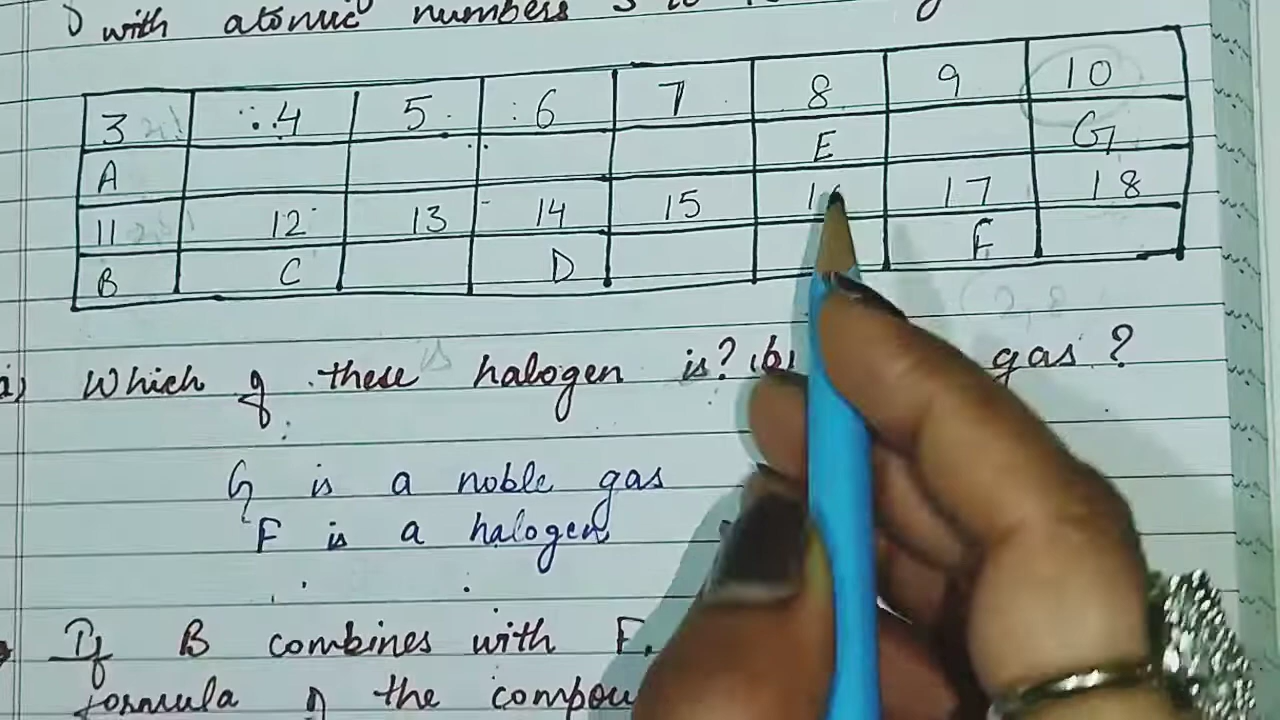 with atomic numbers
3 4 5 6 7 8 9 10
A E G
11 12 13 14 15 17 18
B C D F
a) Which of these halogen is? (b) gas ?
G is a noble gas
F is a halogen
If B combines with F.
formula of the